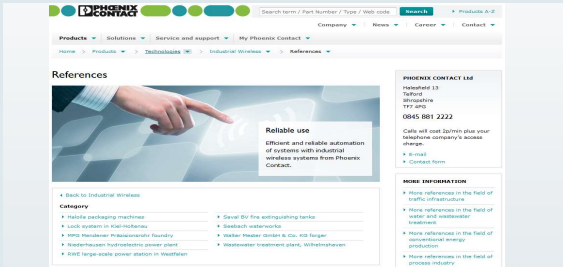 PHŒNIX
CONTACT
Search term / Part Number / Type / Web code
Search
Products A-Z
Company
News
Career
Contact
Products
Solutions
Service and support
My Phoenix Contact
Home > Products > Technologies > Industrial Wireless > References
References
Reliable use
Efficient and reliable automation
of systems with industrial
wireless systems from Phoenix
Contact.
PHOENIX CONTACT Ltd
Halesfield 13
Telford
Shropshire
TF7 4PG
0845 881 2222
Calls will cost 2p/min plus your
telephone company's access
charge.
E-mail
Contact form
MORE INFORMATION
More references in the field of
traffic infrastructure
More references in the field of
water and wastewater
treatment
More references in the field of
conventional energy
production
More references in the field of
process industry
Back to Industrial Wireless
Category
Haloila packaging machines
Lock system in Kiel-Holtenau
MPG Mendener Präzisionsrohr foundry
Niederhausen hydroelectric power plant
RWE large-scale power station in Westfalen
Saval BV fire extinguishing tanks
Seebach waterworks
Walter Mester GmbH & Co. KG forger
Wastewater treatment plant, Wilhelmshaven